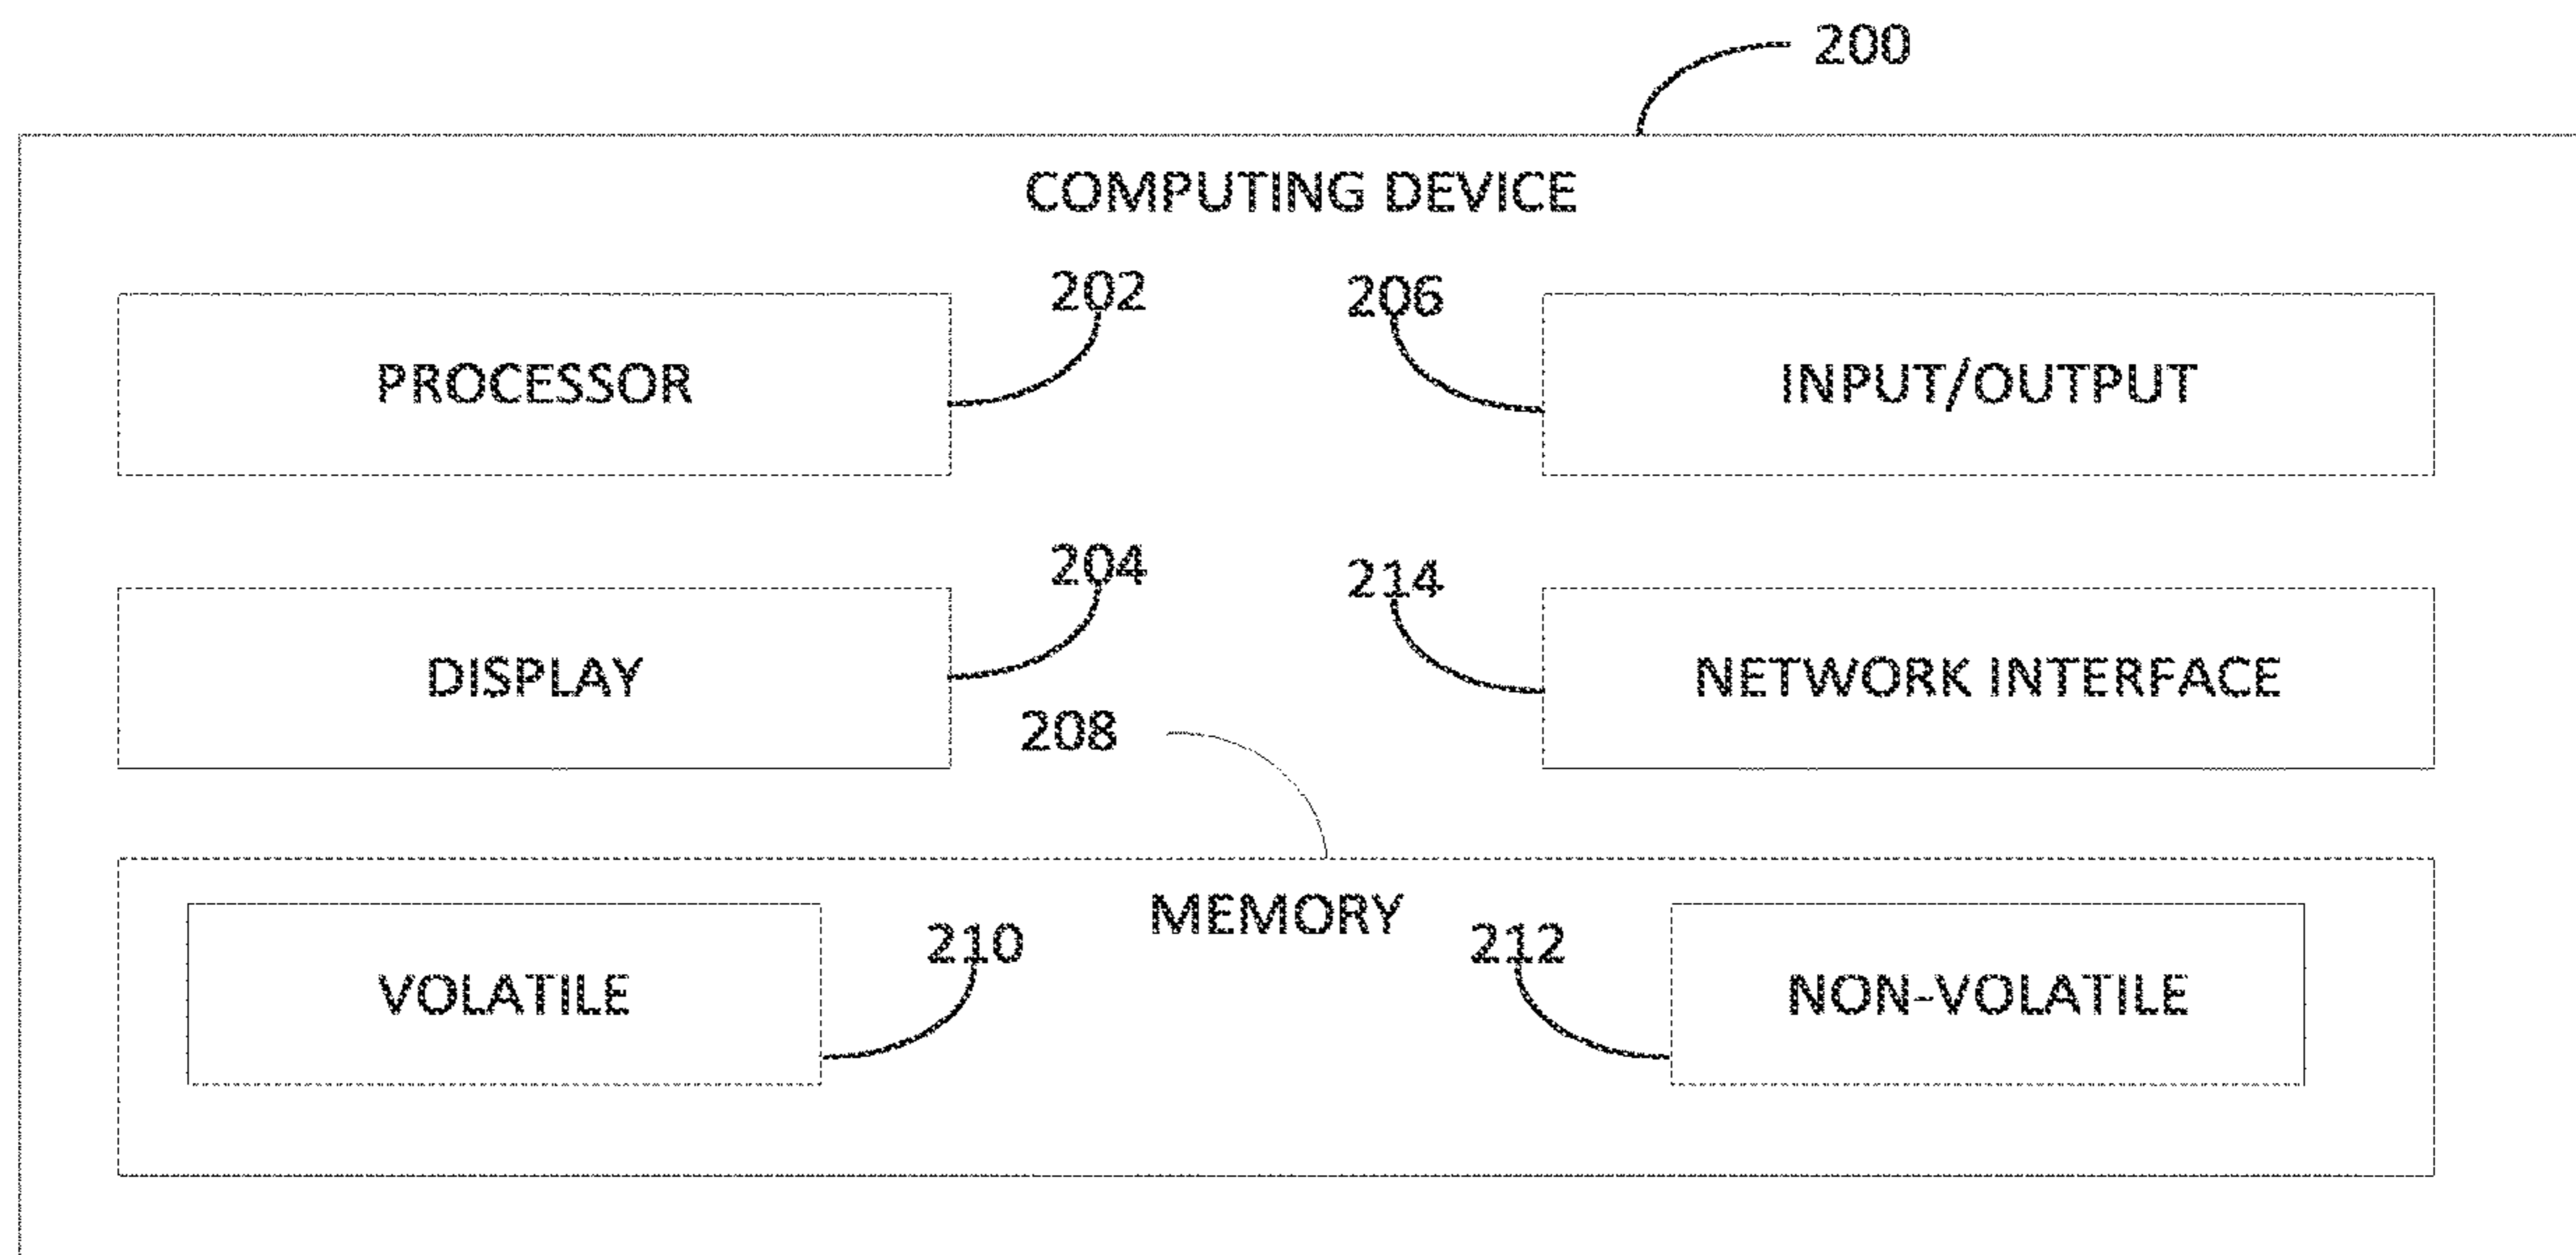 200
COMPUTING DEVICE
202
206
PROCESSOR
INPUT/OUTPUT
204
214
DISPLAY
NETWORK INTERFACE
208
MEMORY
210
212
VOLATILE
NON-VOLATILE